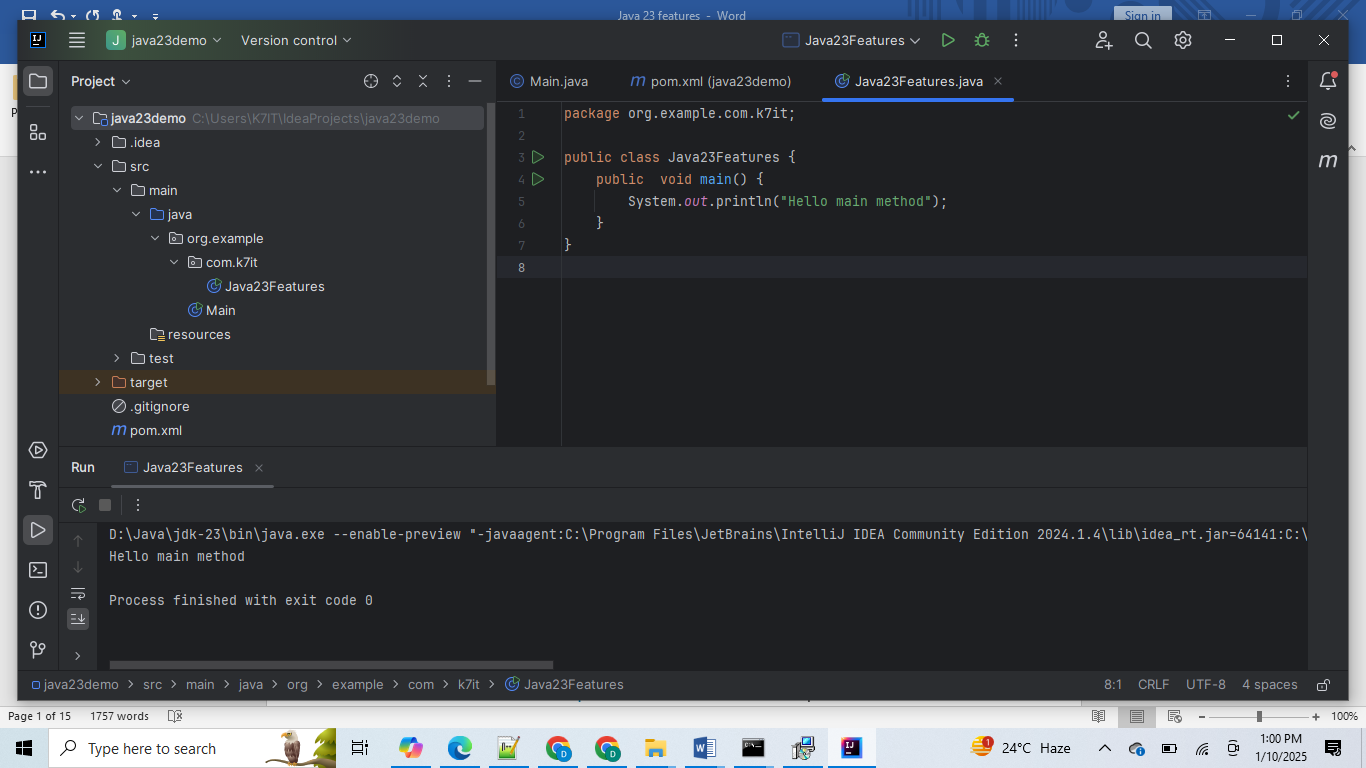 Java 23 features - Word
Sign in
IJ
J java23demo
Version control
Java23Features
Project
Main.java
m pom.xml (java23demo)
Java23Features.java
java23demo C:\Users\K7IT\IdeaProjects\java23demo
.idea
src
main
java
org.example
com.k7it
Java23Features
Main
resources
test
target
.gitignore
m pom.xml
1 package org.example.com.k7it;
2
3 public class Java23Features {
4 public  void main() {
5 System.out.println("Hello main method");
6 }
7 }
8
m
Run
Java23Features
D:\Java\jdk-23\bin\java.exe --enable-preview "-javaagent:C:\Program Files\JetBrains\IntelliJ IDEA Community Edition 2024.1.4\lib\idea_rt.jar=64141:C:\
Hello main method
Process finished with exit code 0
java23demo > src > main > java > org > example > com > k7it > Java23Features
8:1 CRLF UTF-8 4 spaces
Page 1 of 15 1757 words
100%
Type here to search
24°C Haze
1:00 PM
1/10/2025